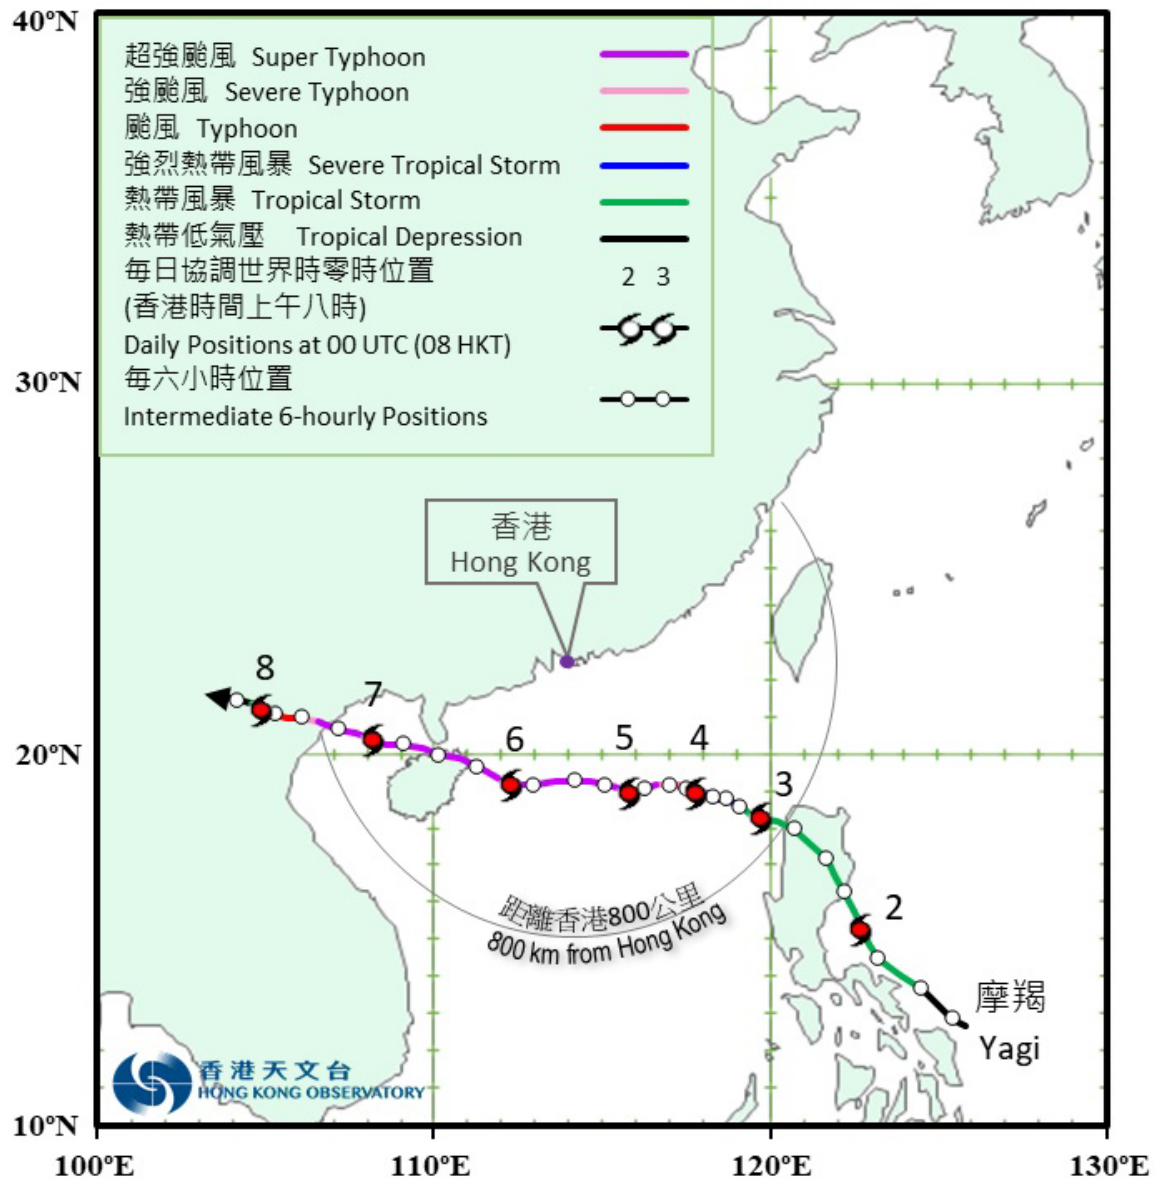 40°N
超強颱風 Super Typhoon
強颱風 Severe Typhoon
颱風 Typhoon
強烈熱帶風暴 Severe Tropical Storm
熱帶風暴 Tropical Storm
熱帶低氣壓 Tropical Depression
每日協調世界時零時位置
2 3
(香港時間上午八時)
Daily Positions at 00 UTC (08 HKT)
每六小時位置
Intermediate 6-hourly Positions
30°N
香港
Hong Kong
8
7
6
5
4
3
20°N
距離香港800公里
800 km from Hong Kong
2
摩羯
Yagi
香港天文台
HONG KONG OBSERVATORY
10°N
100°E
110°E
120°E
130°E